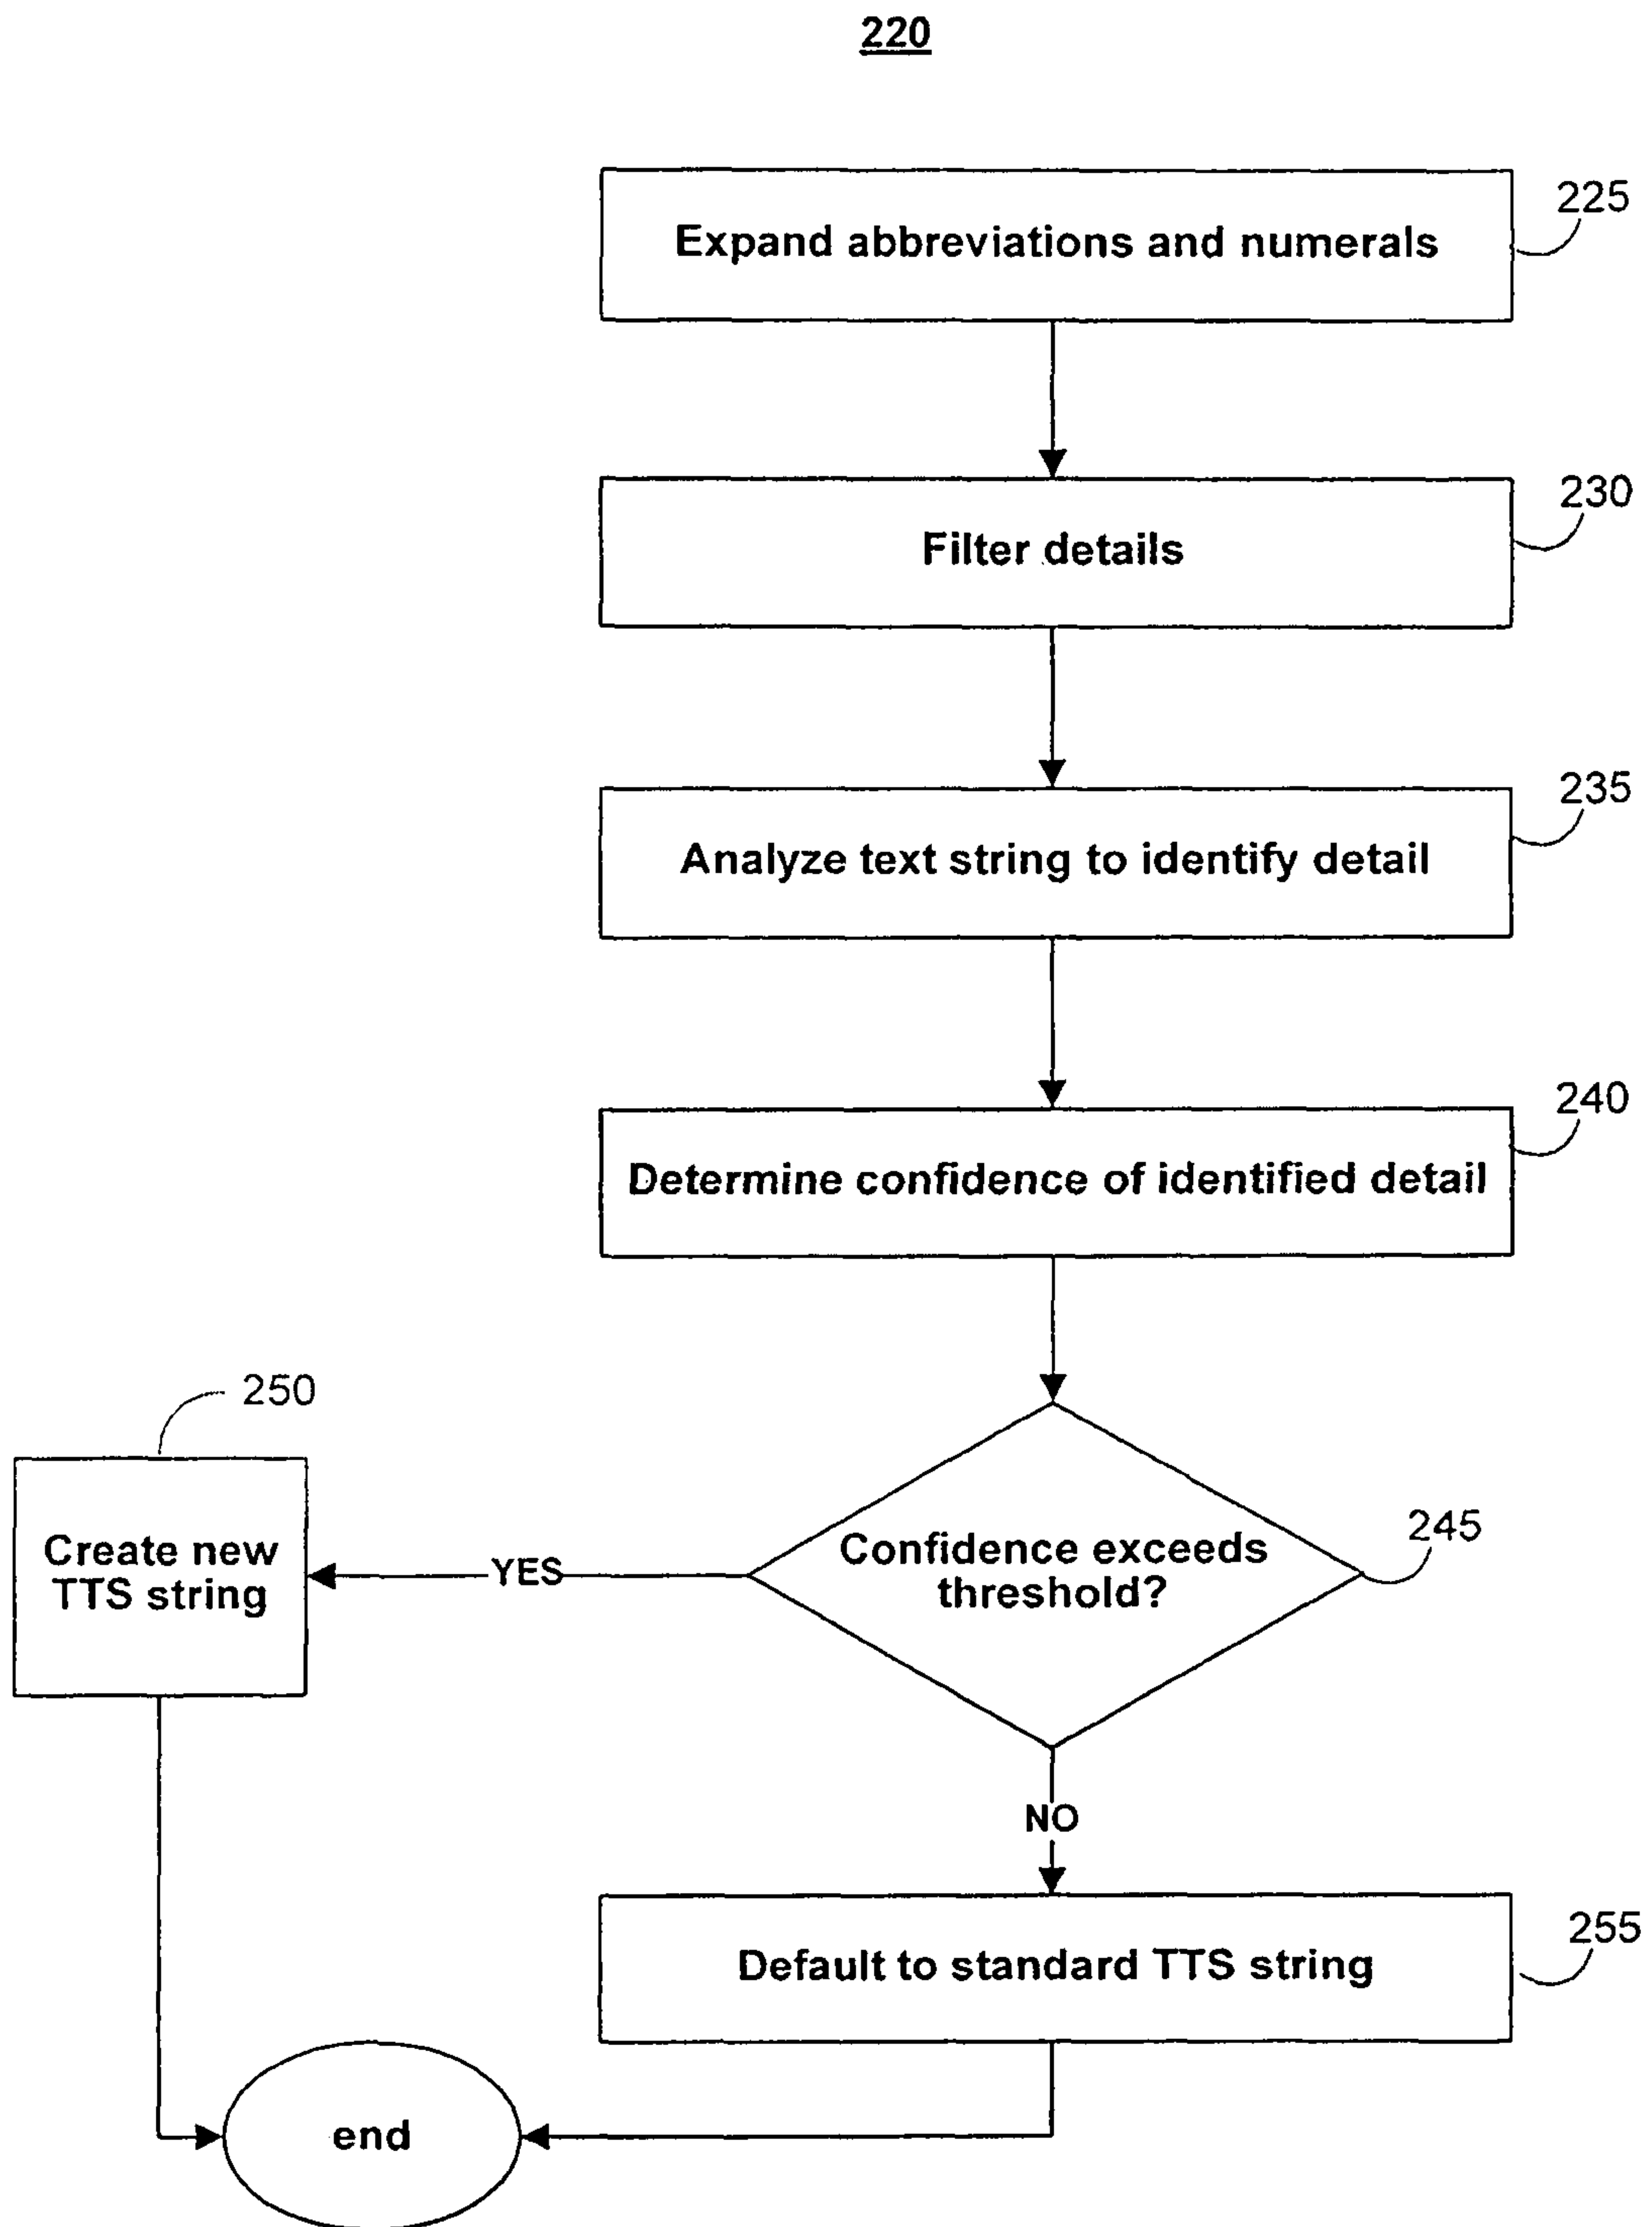 220
225
Expand abbreviations and numerals
230
Filter details
235
Analyze text string to identify detail
240
Determine confidence of identified detail
250
Create new
TTS string
YES
Confidence exceeds
threshold?
245
NO
255
Default to standard TTS string
end